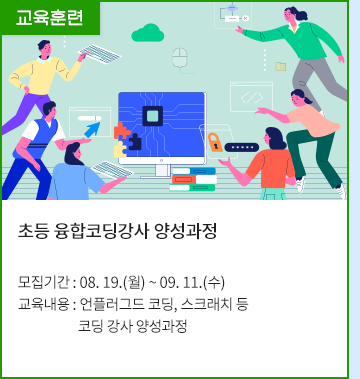 교육훈련
초등 융합코딩강사 양성과정
모집기간 : 08. 19.(월) ~ 09. 11.(수)
교육내용 : 언플러그드 코딩, 스크래치 등
코딩 강사 양성과정